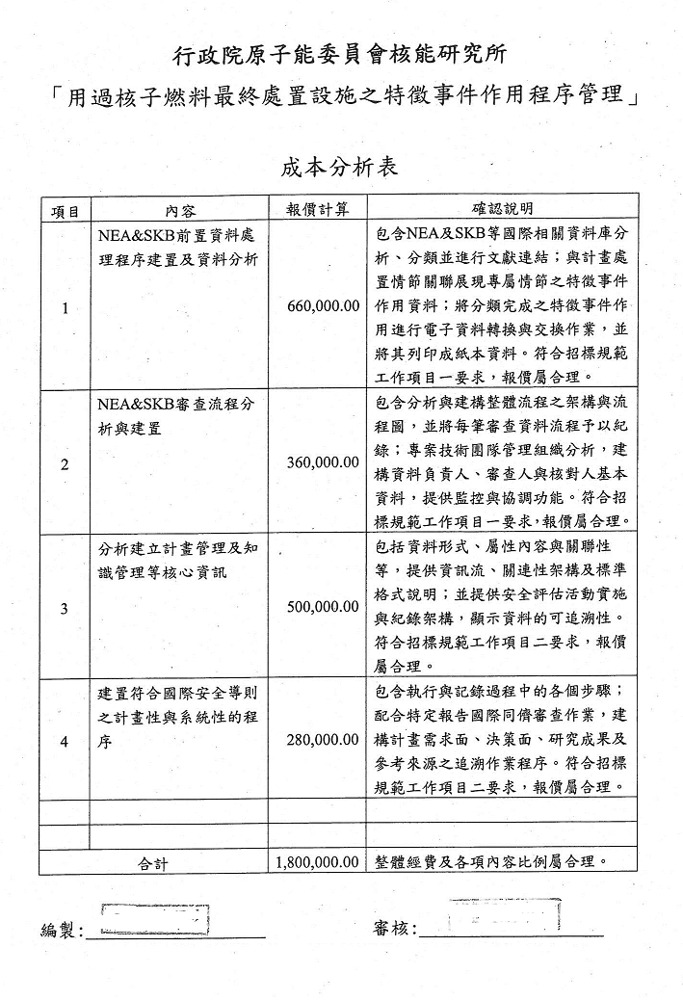 行政院原子能委員會核能研究所
「用過核子燃料最終處置設施之特徵事件作用程序管理」
成本分析表
項目 內容 報價計算 確認說明
1
NEA&SKB前置資料處
理程序建置及資料分析
660,000.00
包含NEA及SKB等國際相關資料庫分
析、分類並進行文獻連結；與計畫處
置情節關聯展現專屬情節之特徵事件
作用資料；將分類完成之特徵事件作
用進行電子資料轉換與交換作業，並
將其列印成紙本資料。符合招標規範
工作項目一要求，報價屬合理。
2
NEA&SKB審查流程分
析與建置
360,000.00
包含分析與建構整體流程之架構與流
程圖，並將每筆審查資料流程予以紀
錄；專案技術團隊管理組織分析，建
構資料負責人、審查人與核對人基本
資料，提供監控與協調功能。符合招
標規範工作項目一要求，報價屬合理。
3
分析建立計畫管理及知
識管理等核心資訊
500,000.00
包括資料形式、屬性內容與關聯性
等，提供資訊流、關連性架構及標準
格式說明；並提供安全評估活動實施
與紀錄架構，顯示資料的可追溯性。
符合招標規範工作項目二要求，報價
屬合理。
4
建置符合國際安全導則
之計畫性與系統性的程
序
280,000.00
包含執行與記錄過程中的各個步驟；
配合特定報告國際同儕審查作業，建
構計畫需求面、決策面、研究成果及
參考來源之追溯作業程序。符合招標
規範工作項目二要求，報價屬合理。
合計 1,800,000.00 整體經費及各項內容比例屬合理。
編製: 審核: